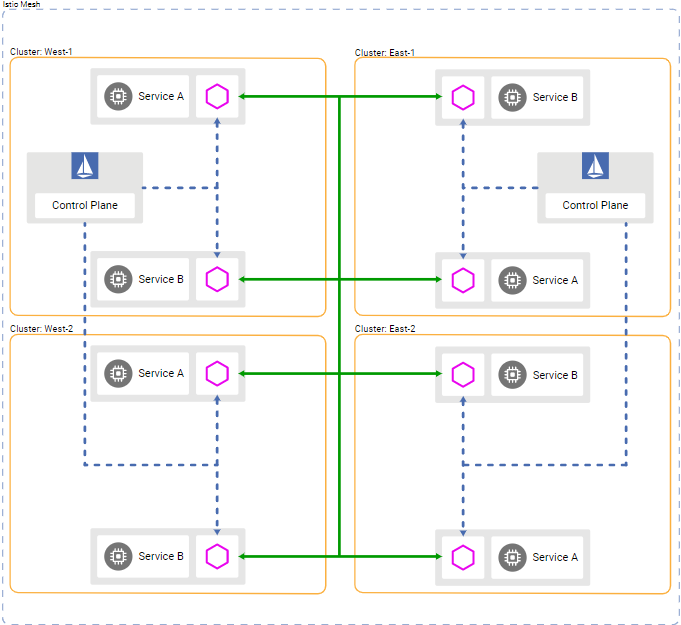 Istio Mesh
Cluster: West-1
Service A
Control Plane
Service B
Cluster: East-1
Service B
Control Plane
Service A
Cluster: West-2
Service A
Service B
Cluster: East-2
Service B
Service A